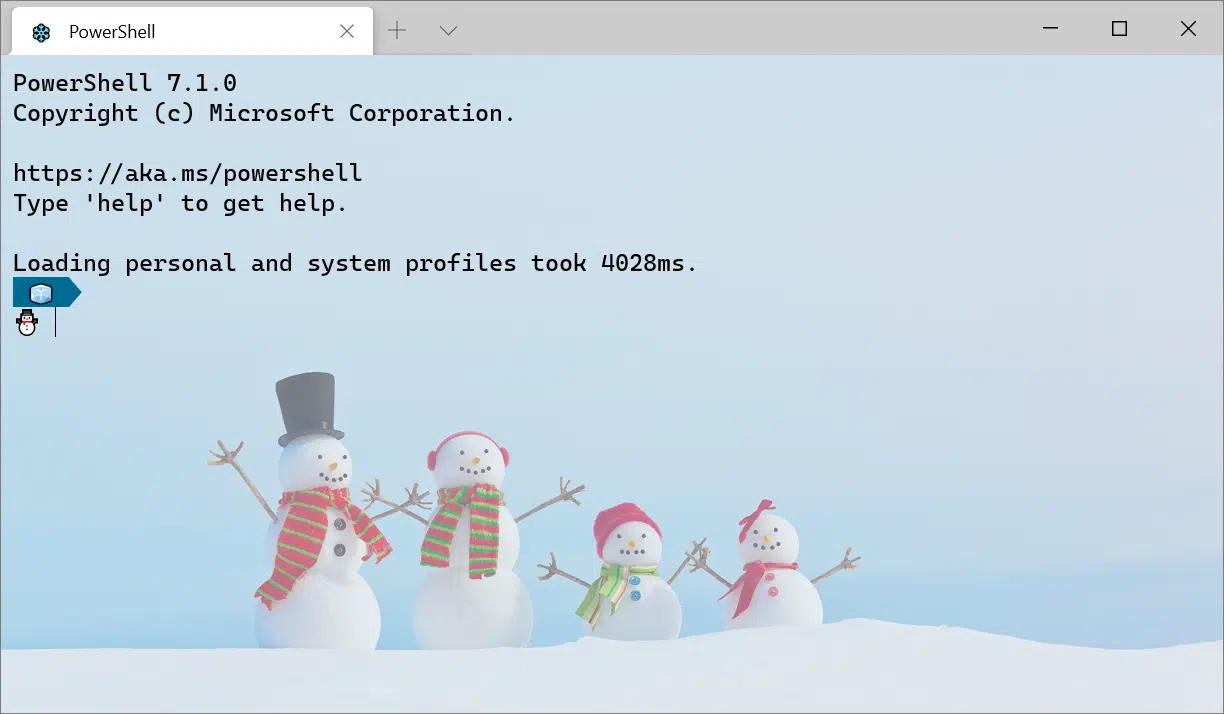 PowerShell
PowerShell 7.1.0
Copyright (c) Microsoft Corporation.
https://aka.ms/powershell
Type 'help' to get help.
Loading personal and system profiles took 4028ms.